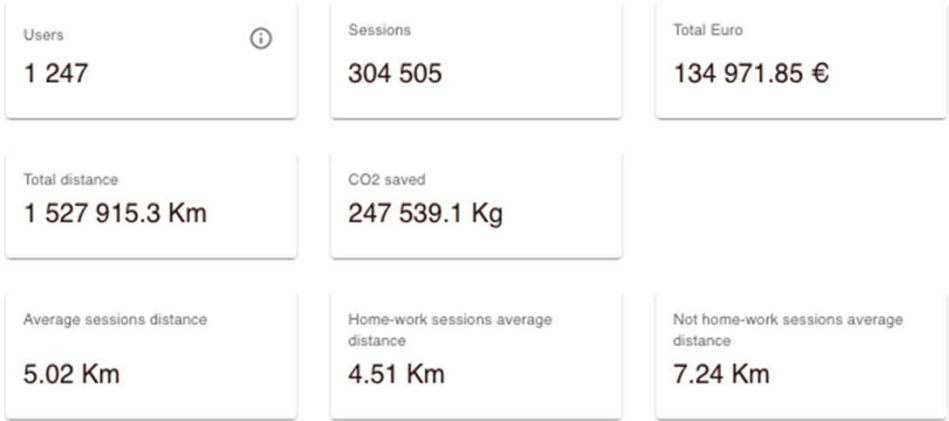 Users
1 247
Sessions
304 505
Total Euro
134 971.85 €
Total distance
1 527 915.3 Km
CO2 saved
247 539.1 Kg
Average sessions distance
5.02 Km
Home-work sessions average
distance
4.51 Km
Not home-work sessions average
distance
7.24 Km